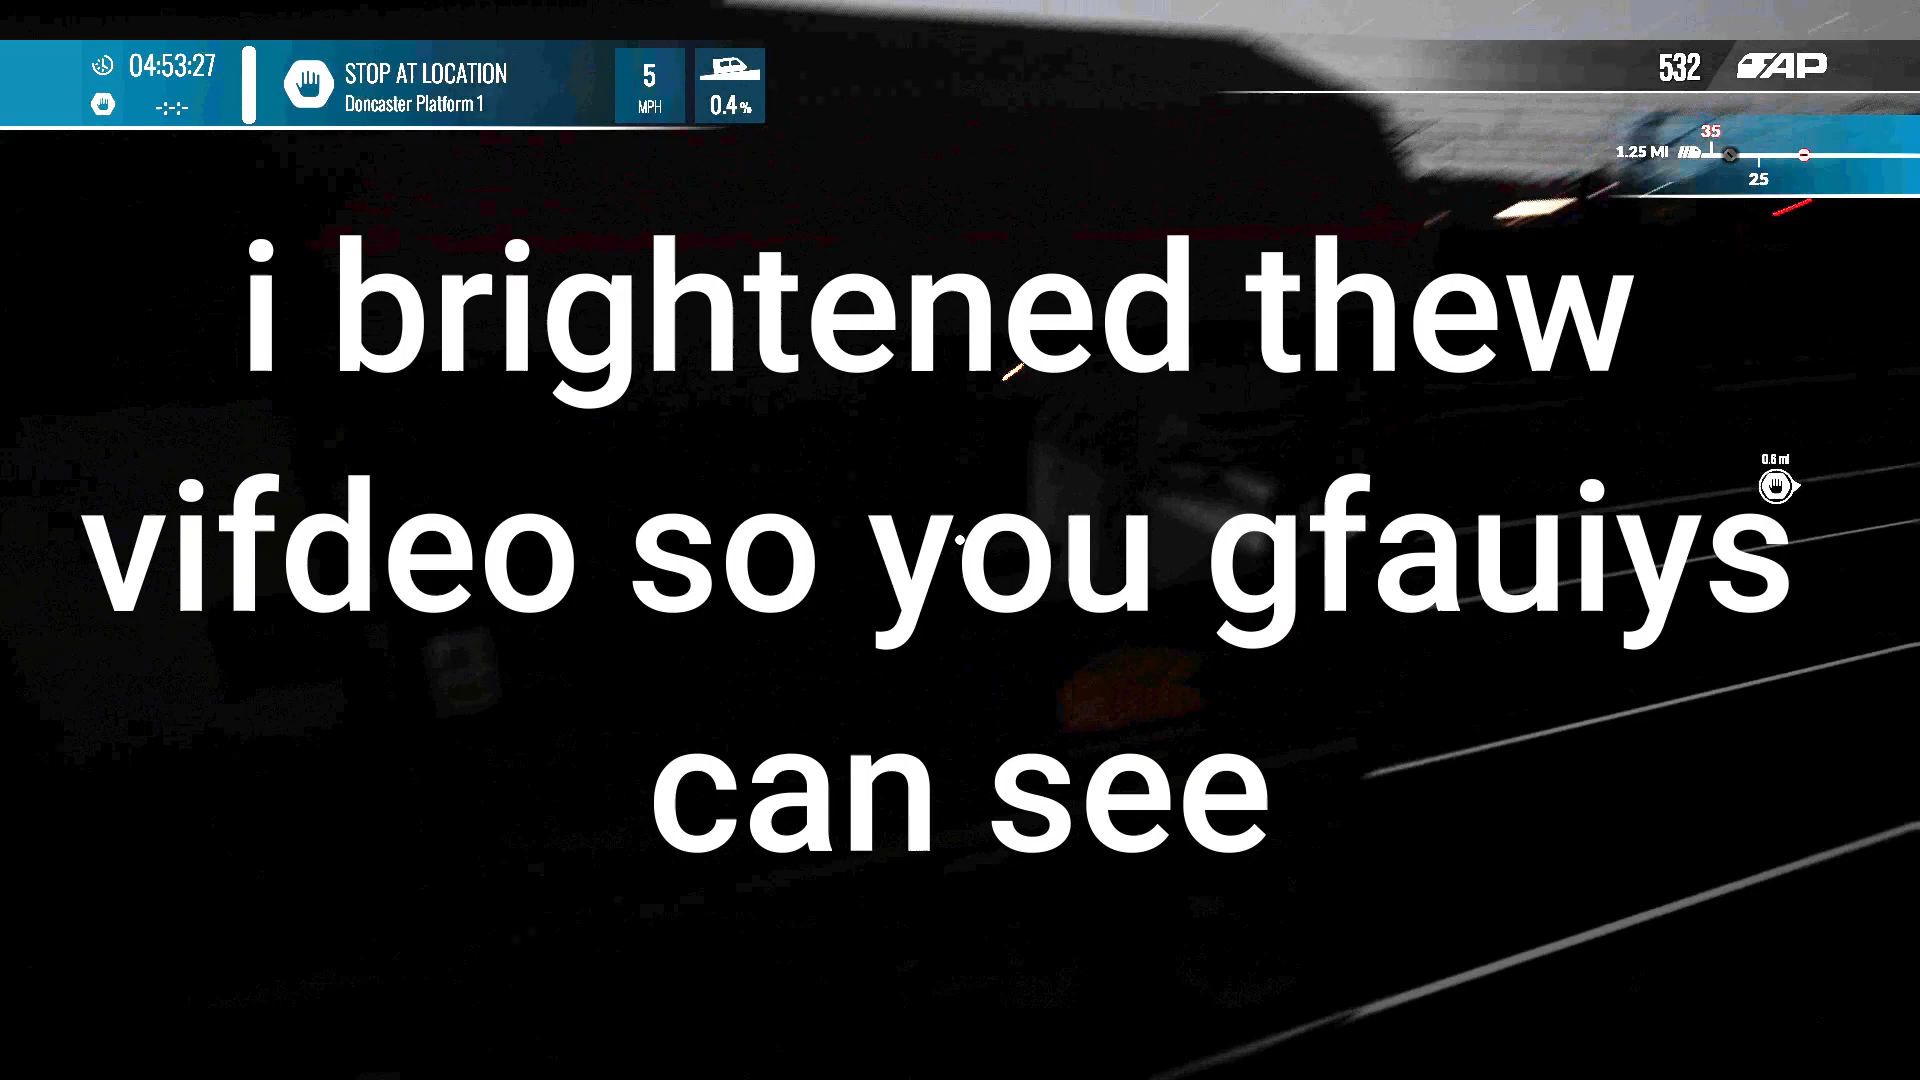 04:53:27
-:-:-
STOP AT LOCATION
Doncaster Platform 1
5
MPH
0.4%
532 AP
35
1.25 MI
25
i brightened thew
0.6 mi
vifdeo so you gfauiys
can see